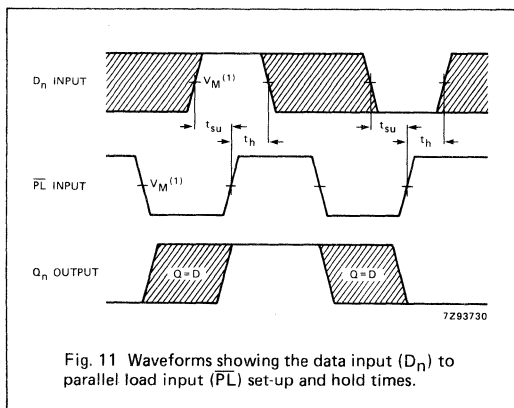 Dn INPUT
VM(1)
tsu
th
tsu
th
PL INPUT
VM(1)
Qn OUTPUT
Q=D
Q=D
7Z93730
Fig. 11 Waveforms showing the data input (Dn) to
parallel load input (PL) set-up and hold times.